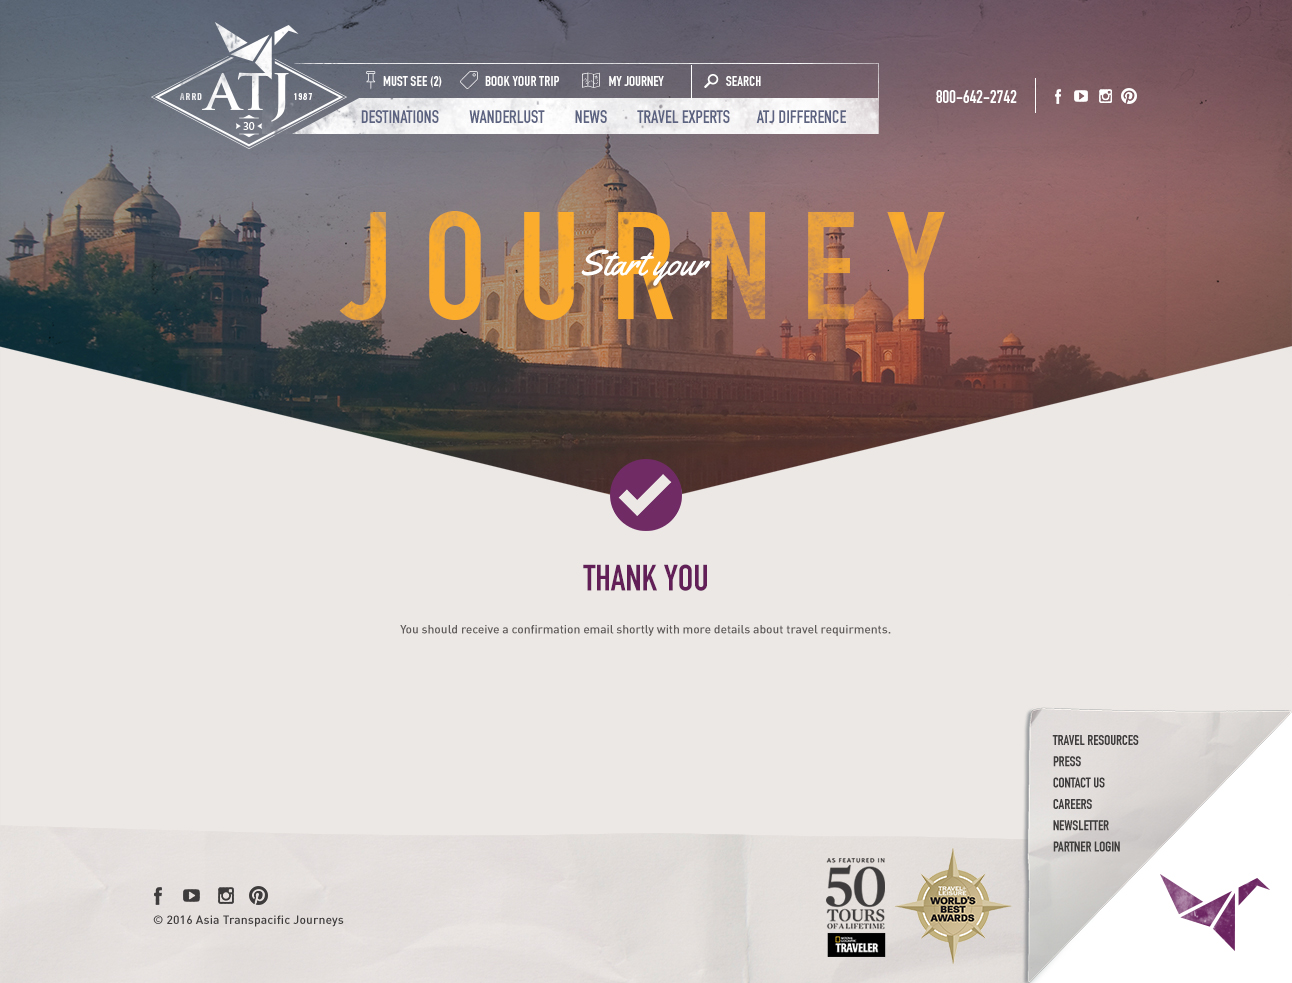 MUST SEE (2)
BOOK YOUR TRIP
MY JOURNEY
SEARCH
ARRD
ATJ
1987
30
800-642-2742
DESTINATIONS
WANDERLUST
NEWS
TRAVEL EXPERTS
ATJ DIFFERENCE
Start your
JOURNEY
THANK YOU
You should receive a confirmation email shortly with more details about travel requirments.
TRAVEL RESOURCES
PRESS
CONTACT US
CAREERS
NEWSLETTER
PARTNER LOGIN
© 2016 Asia Transpacific Journeys
AS FEATURED IN
50
TOURS
OF A LIFETIME
NATIONAL
GEOGRAPHIC
TRAVELER
TRAVEL+
LEISURE
WORLD'S
BEST
AWARDS